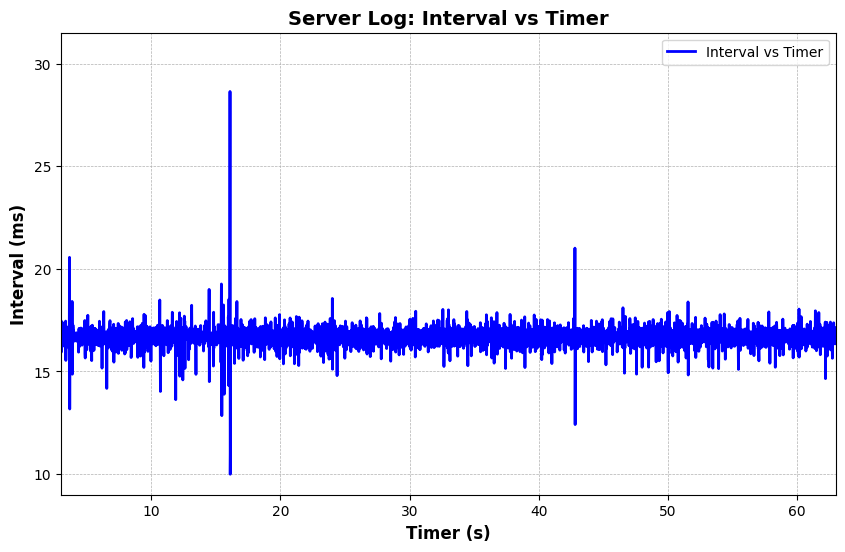 Server Log: Interval vs Timer
Interval vs Timer
30
25
20
15
10
Interval (ms)
10 20 30 40 50 60
Timer (s)